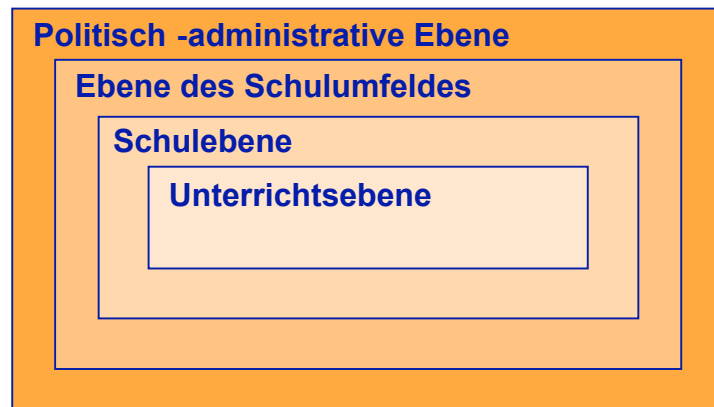 Politisch -administrative Ebene
Ebene des Schulumfeldes
Schulebene
Unterrichtsebene